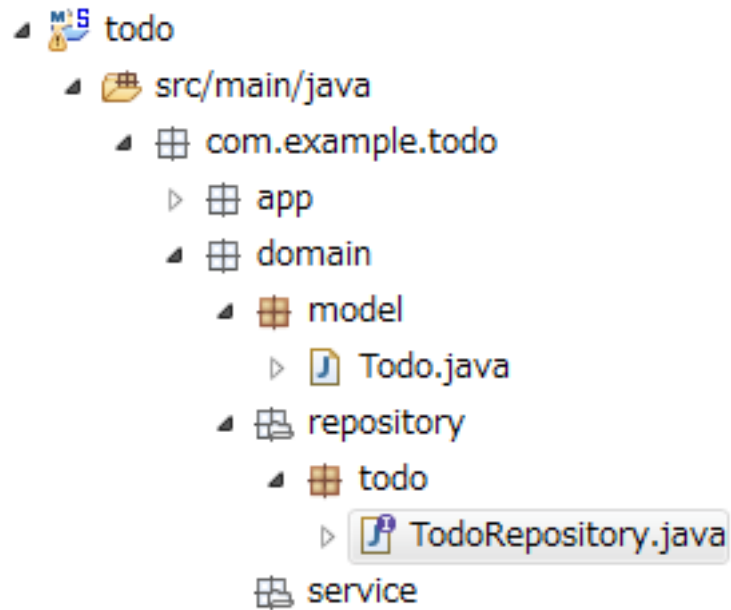 todo
src/main/java
com.example.todo
app
domain
model
Todo.java
repository
todo
TodoRepository.java
service